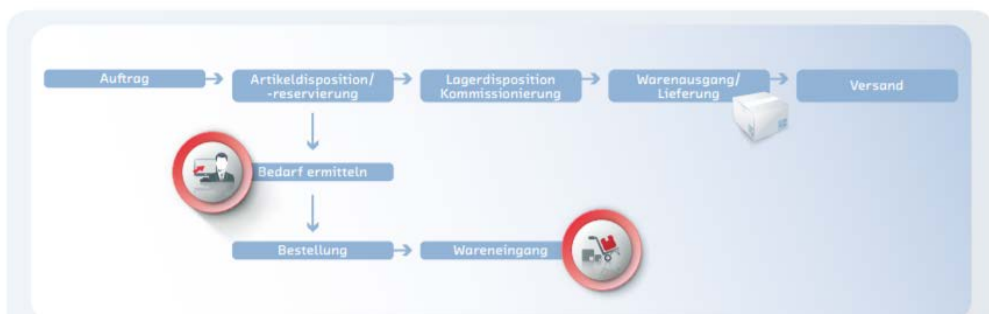 Auftrag
Artikeldisposition/
-reservierung
Lagerdisposition
Kommissionierung
Warenausgang/
Lieferung
Versand
Bedarf ermitteln
Bestellung
Wareneingang